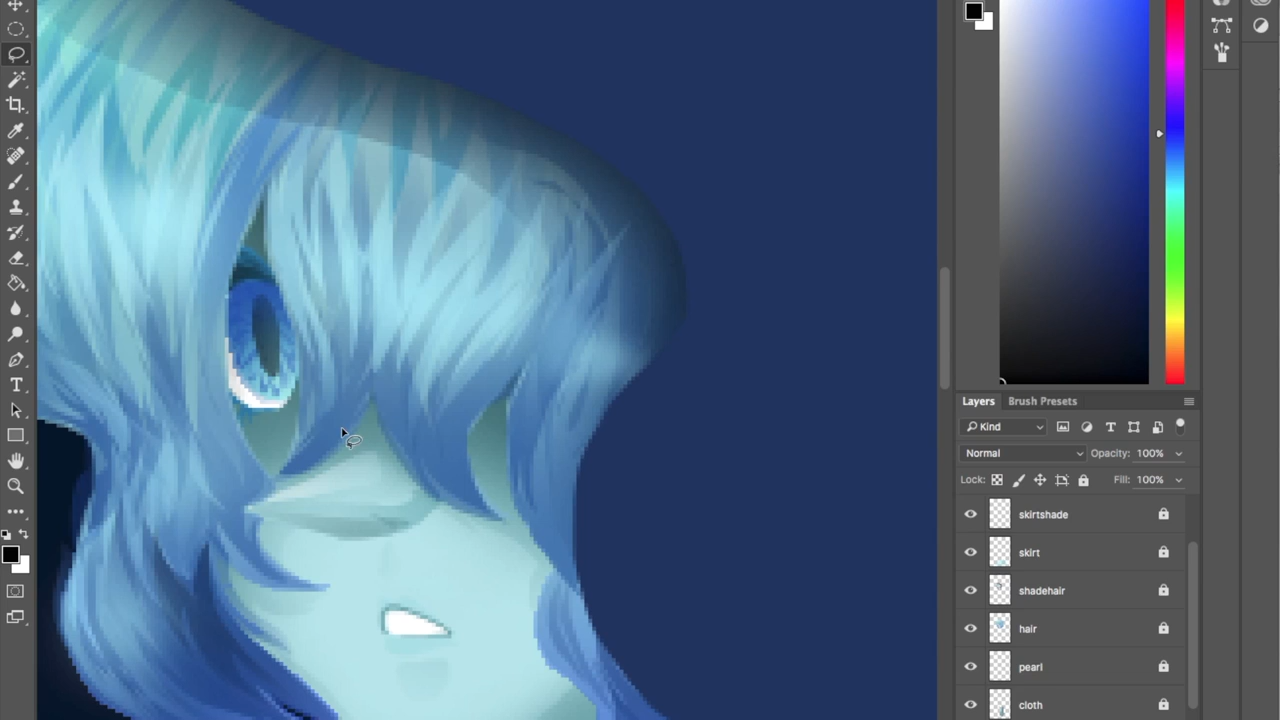 Layers Brush Presets
Kind
Normal Opacity: 100%
Lock: Fill: 100%
skirtshade
skirt
shadehair
hair
pearl
cloth